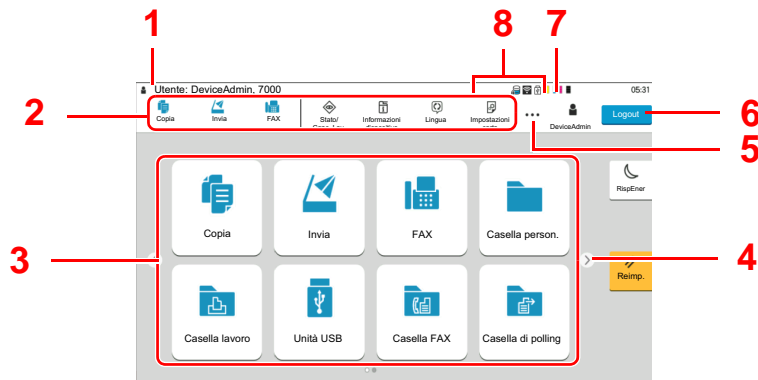 8 7
1
Utente: DeviceAdmin, 7000 05:31
2
Copia Invia FAX Stato/ Informazioni Lingua Impostazioni ... DeviceAdmin Logout 6
5
RispEner
Copia Invia FAX Casella person.
3 4
Reimp.
Casella lavoro Unità USB Casella FAX Casella di polling